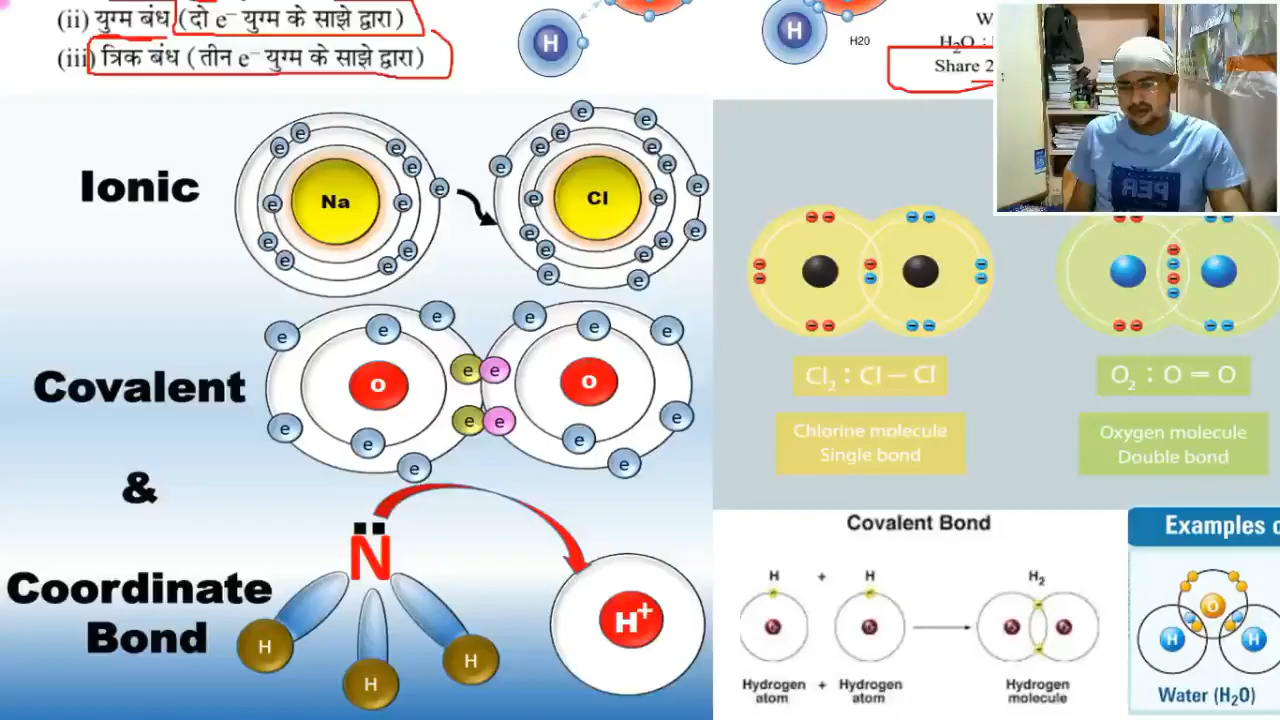 (ii) युग्म बंध (दो e⁻ युग्म के साझे द्वारा)
(iii) त्रिक बंध (तीन e⁻ युग्म के साझे द्वारा)
H
H
H20
W
H₂O :
Share 2
Ionic
Na
Cl
e e e e e e e e e e e
e e e e e e e e e e e e e e e e e
Covalent
O
O
e e e e e e e e e e e e e e e e
&
Coordinate
Bond
N
H
H
H
H⁺
Cl₂ : Cl — Cl
Chlorine molecule
Single bond
O₂ : O = O
Oxygen molecule
Double bond
Covalent Bond
H + H
H₂
Hydrogen atom + Hydrogen atom
Hydrogen molecule
Examples
O
H
H
Water (H₂O)